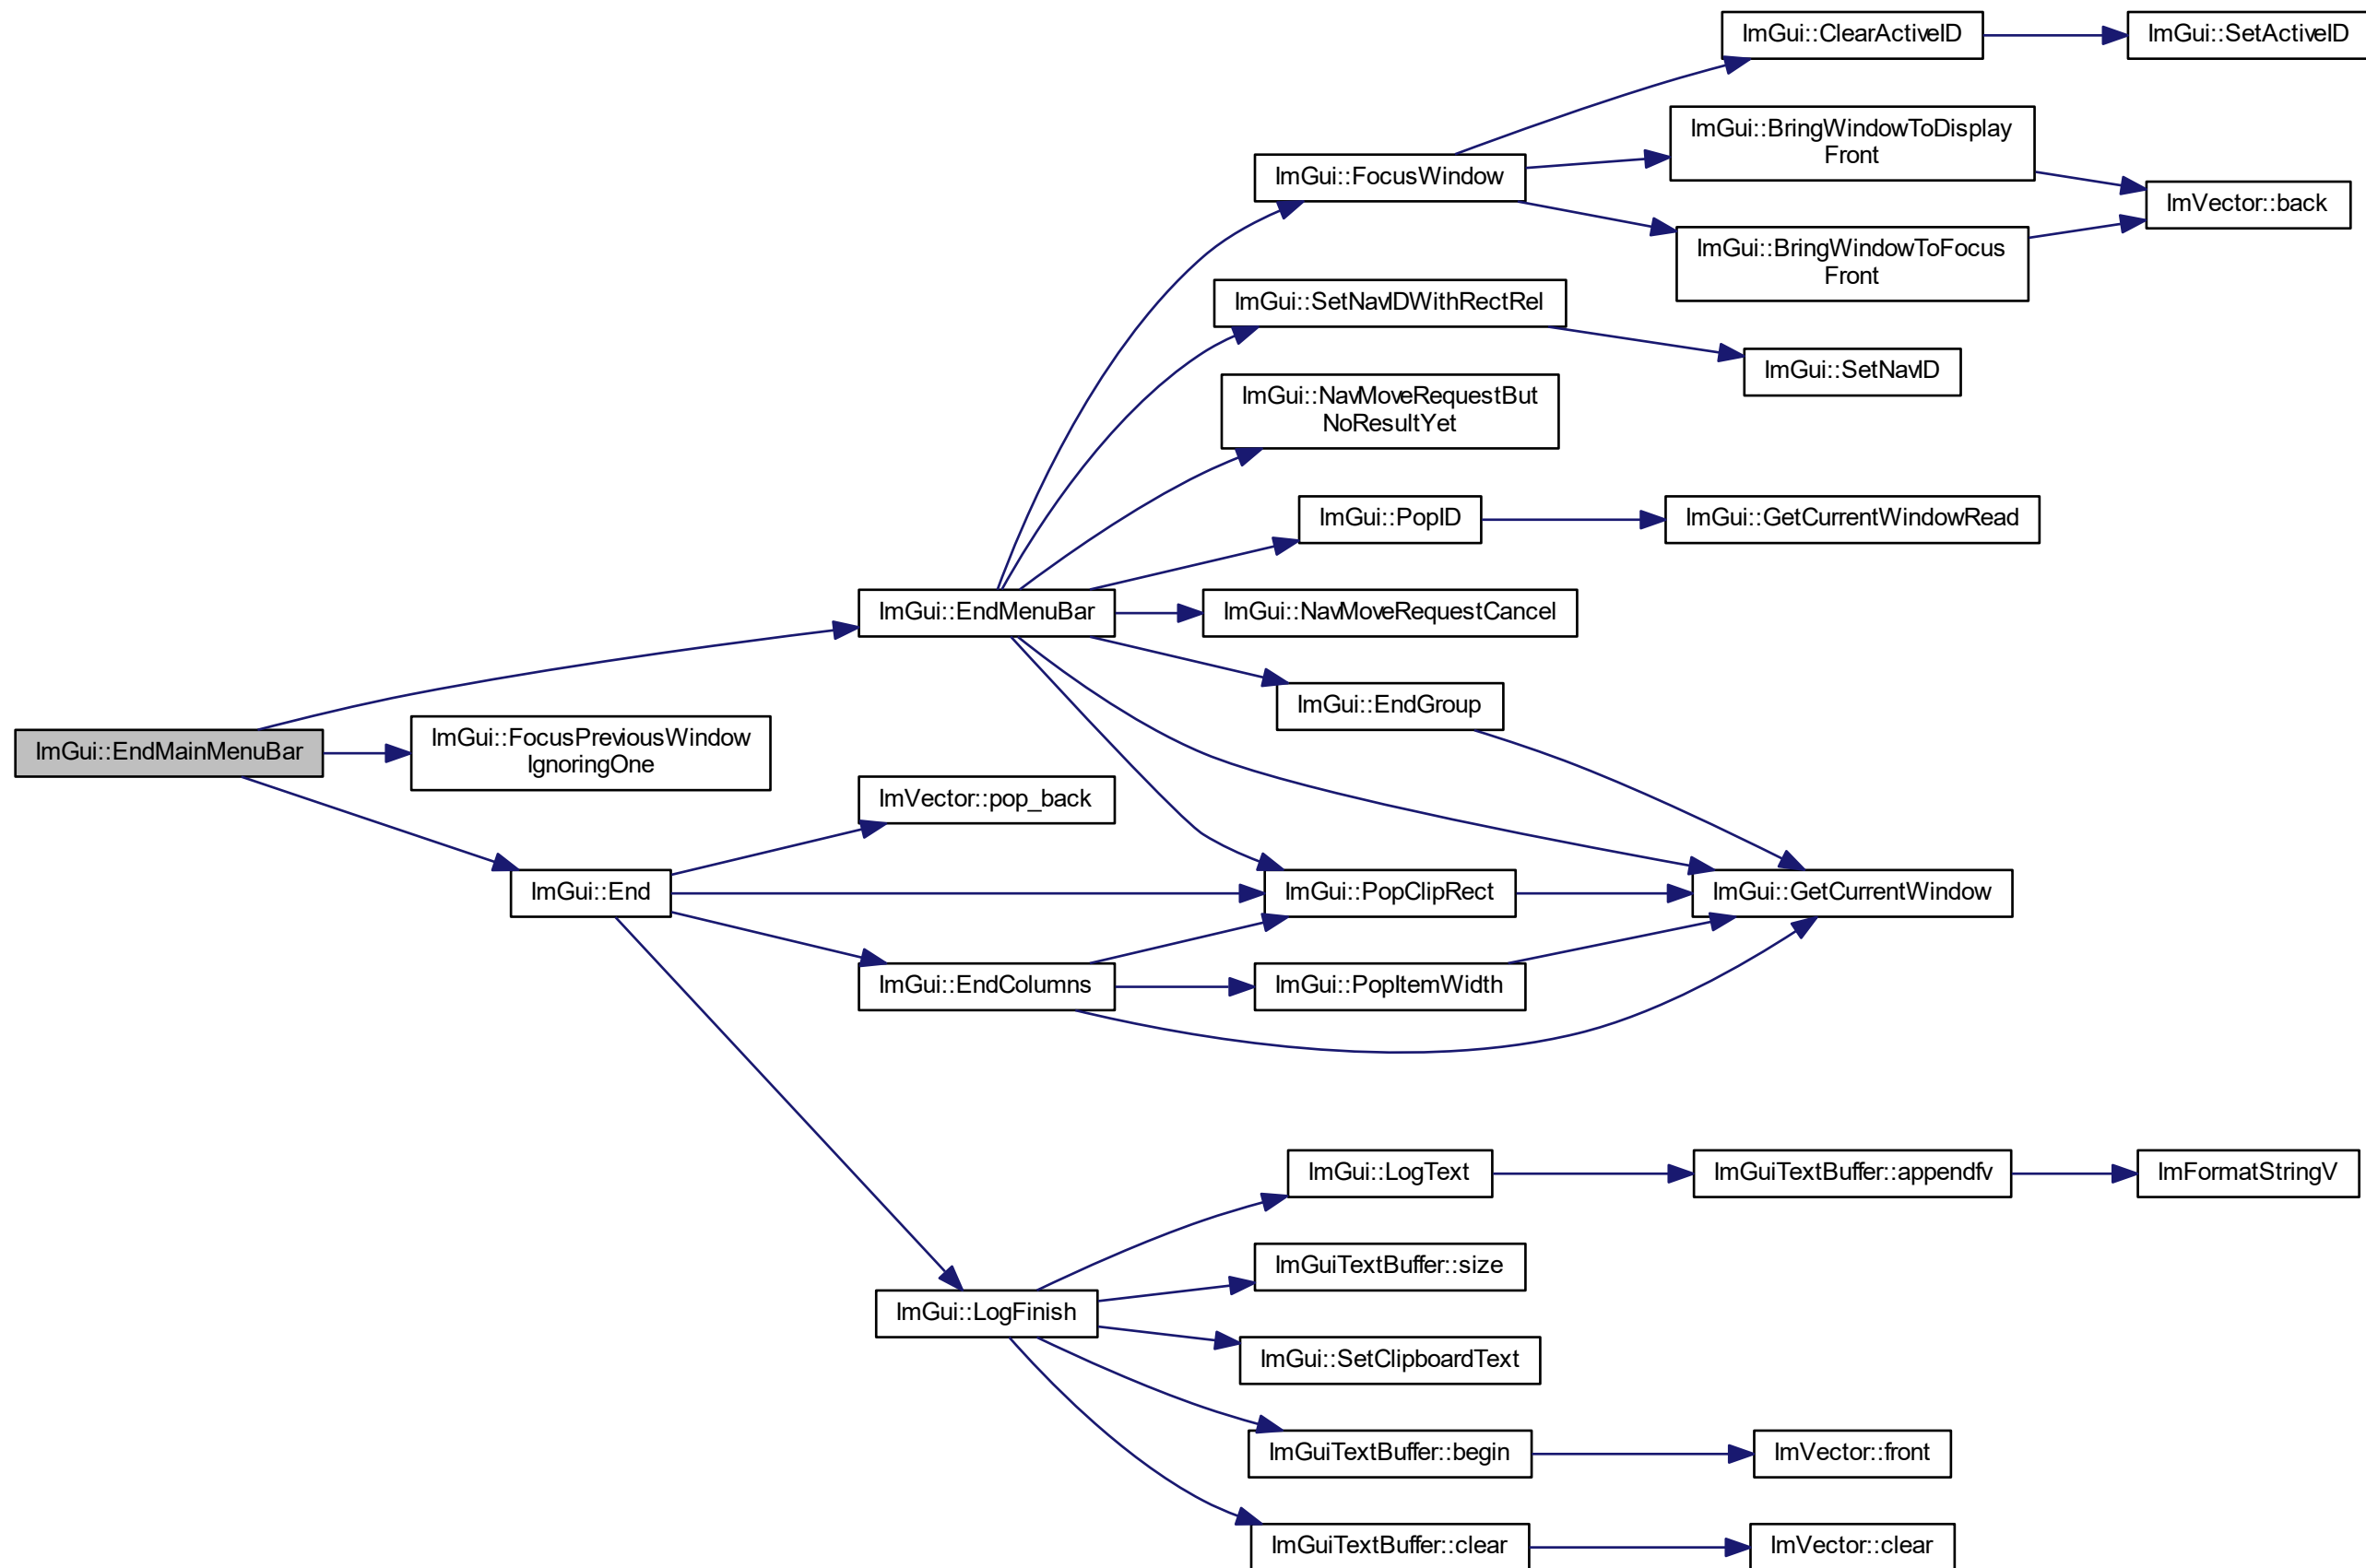 ImGui::ClearActiveID
ImGui::SetActiveID
ImGui::BringWindowToDisplay
Front
ImGui::FocusWindow
ImVector::back
ImGui::BringWindowToFocus
Front
ImGui::SetNavIDWithRectRel
ImGui::SetNavID
ImGui::NavMoveRequestBut
NoResultYet
ImGui::PopID
ImGui::GetCurrentWindowRead
ImGui::EndMenuBar
ImGui::NavMoveRequestCancel
ImGui::EndGroup
ImGui::EndMainMenuBar
ImGui::FocusPreviousWindow
IgnoringOne
ImVector::pop_back
ImGui::End
ImGui::PopClipRect
ImGui::GetCurrentWindow
ImGui::EndColumns
ImGui::PopItemWidth
ImGui::LogText
ImGuiTextBuffer::appendfv
ImFormatStringV
ImGuiTextBuffer::size
ImGui::LogFinish
ImGui::SetClipboardText
ImGuiTextBuffer::begin
ImVector::front
ImGuiTextBuffer::clear
ImVector::clear